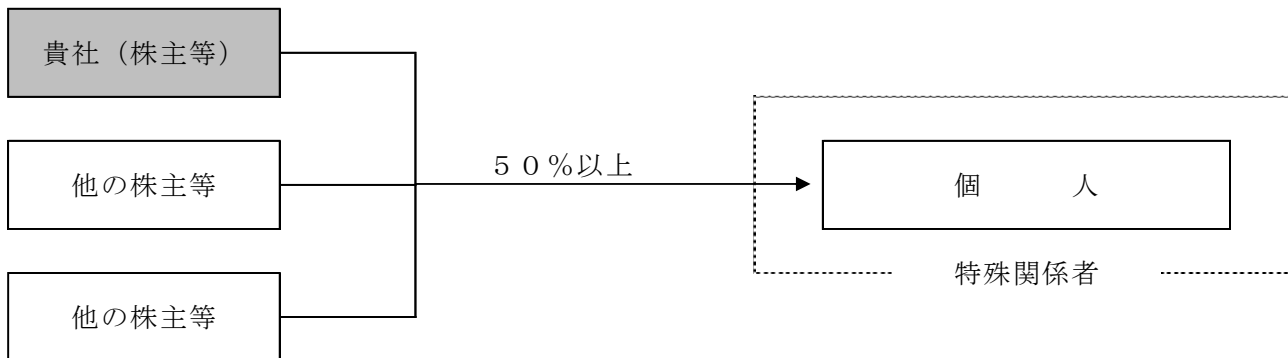 貴社（株主等）
他の株主等
５０％以上
個　　　人
他の株主等
特殊関係者